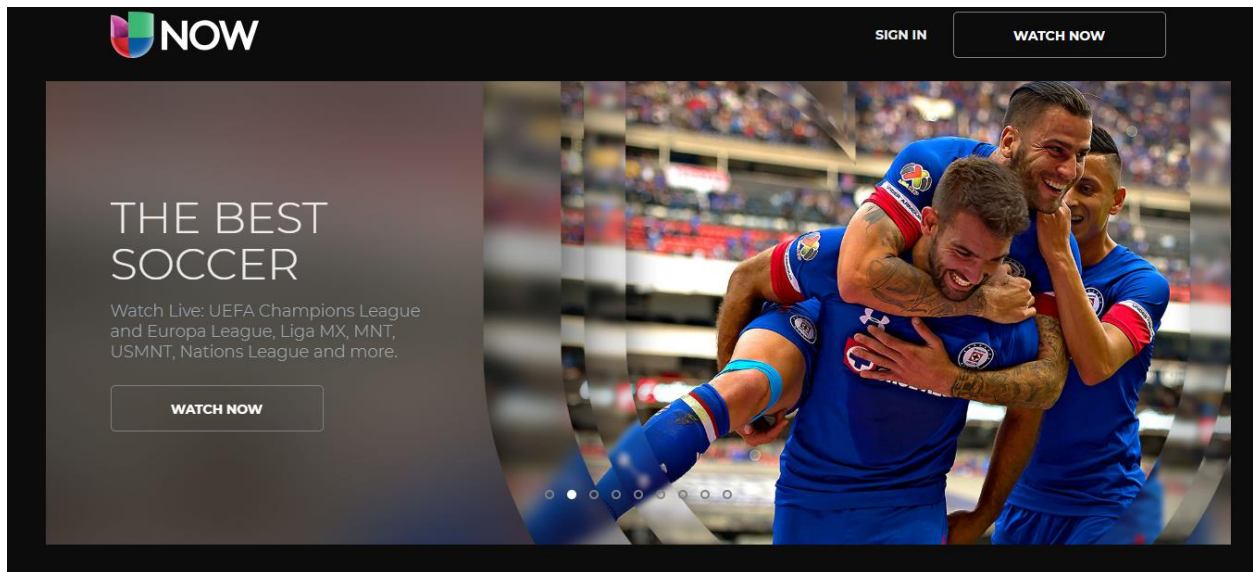 NOW
SIGN IN
WATCH NOW
THE BEST
SOCCER
Watch Live: UEFA Champions League
and Europa League, Liga MX, MNT,
USMNT, Nations League and more.
WATCH NOW